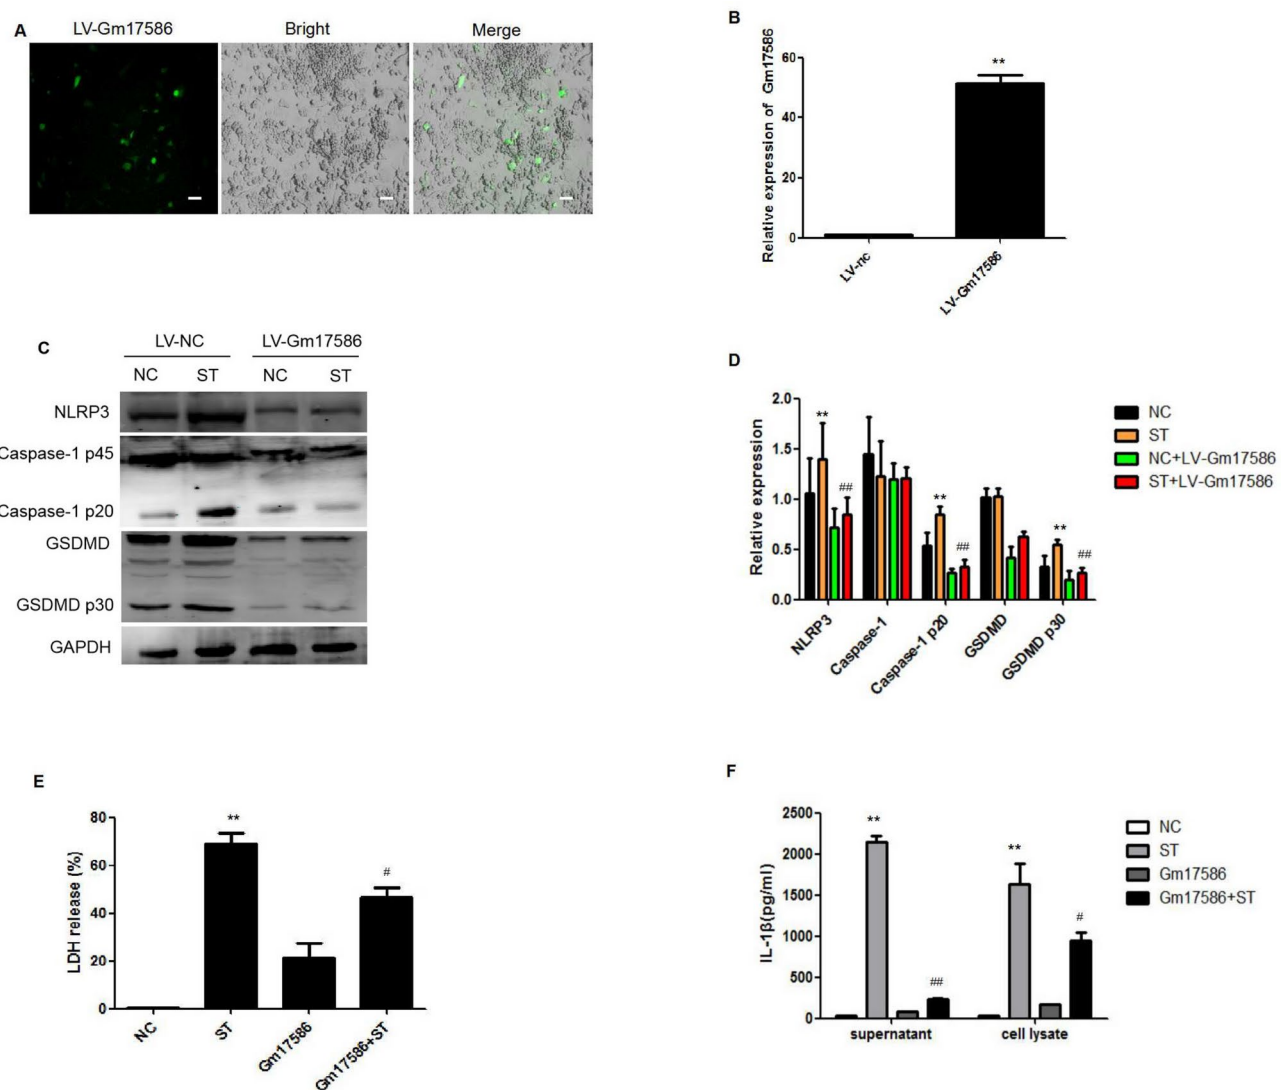 A
LV-Gm17586
Bright
Merge
B
Relative expression of Gm17586
60
40
20
0
**
LV-nc
LV-Gm17586
C
LV-NC
LV-Gm17586
NC
ST
NC
ST
NLRP3
Caspase-1 p45
Caspase-1 p20
GSDMD
GSDMD p30
GAPDH
D
Relative expression
2.0
1.5
1.0
0.5
0.0
**
##
**
##
**
##
NLRP3
Caspase-1
Caspase-1 p20
GSDMD
GSDMD p30
NC
ST
NC+LV-Gm17586
ST+LV-Gm17586
E
LDH release (%)
80
60
40
20
0
**
#
NC
ST
Gm17586
Gm17586+ST
F
IL-1β(pg/ml)
2500
2000
1500
1000
500
0
**
##
**
#
supernatant
cell lysate
NC
ST
Gm17586
Gm17586+ST